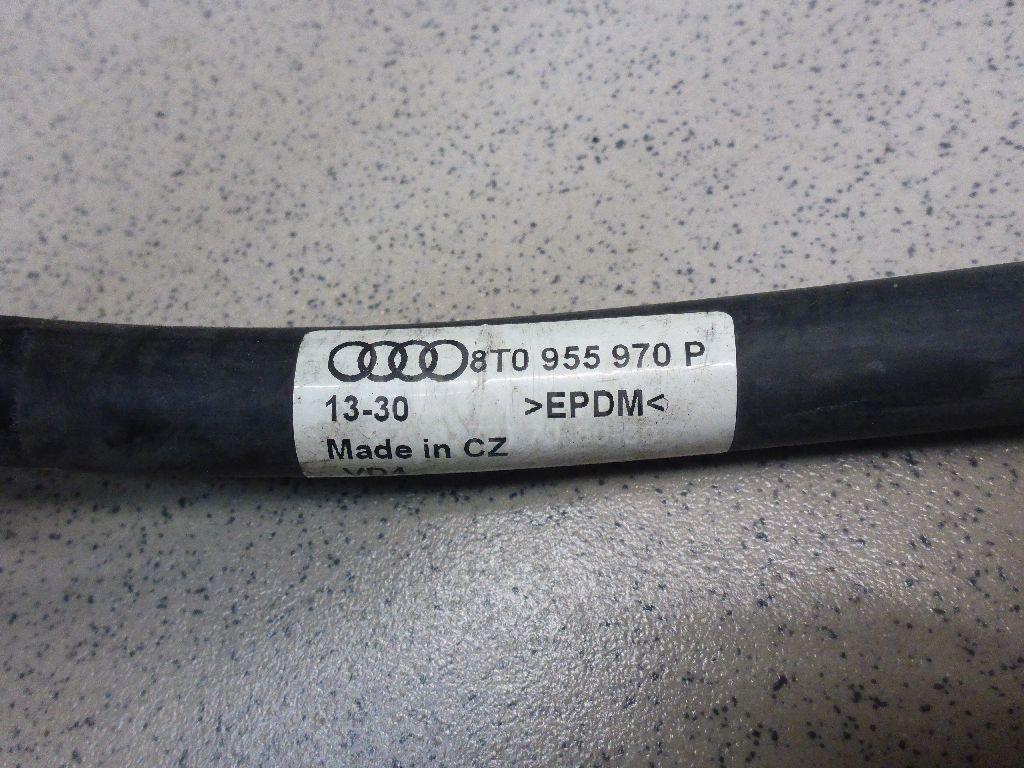 8T0 955 970 P
13-30 >EPDM<
Made in CZ